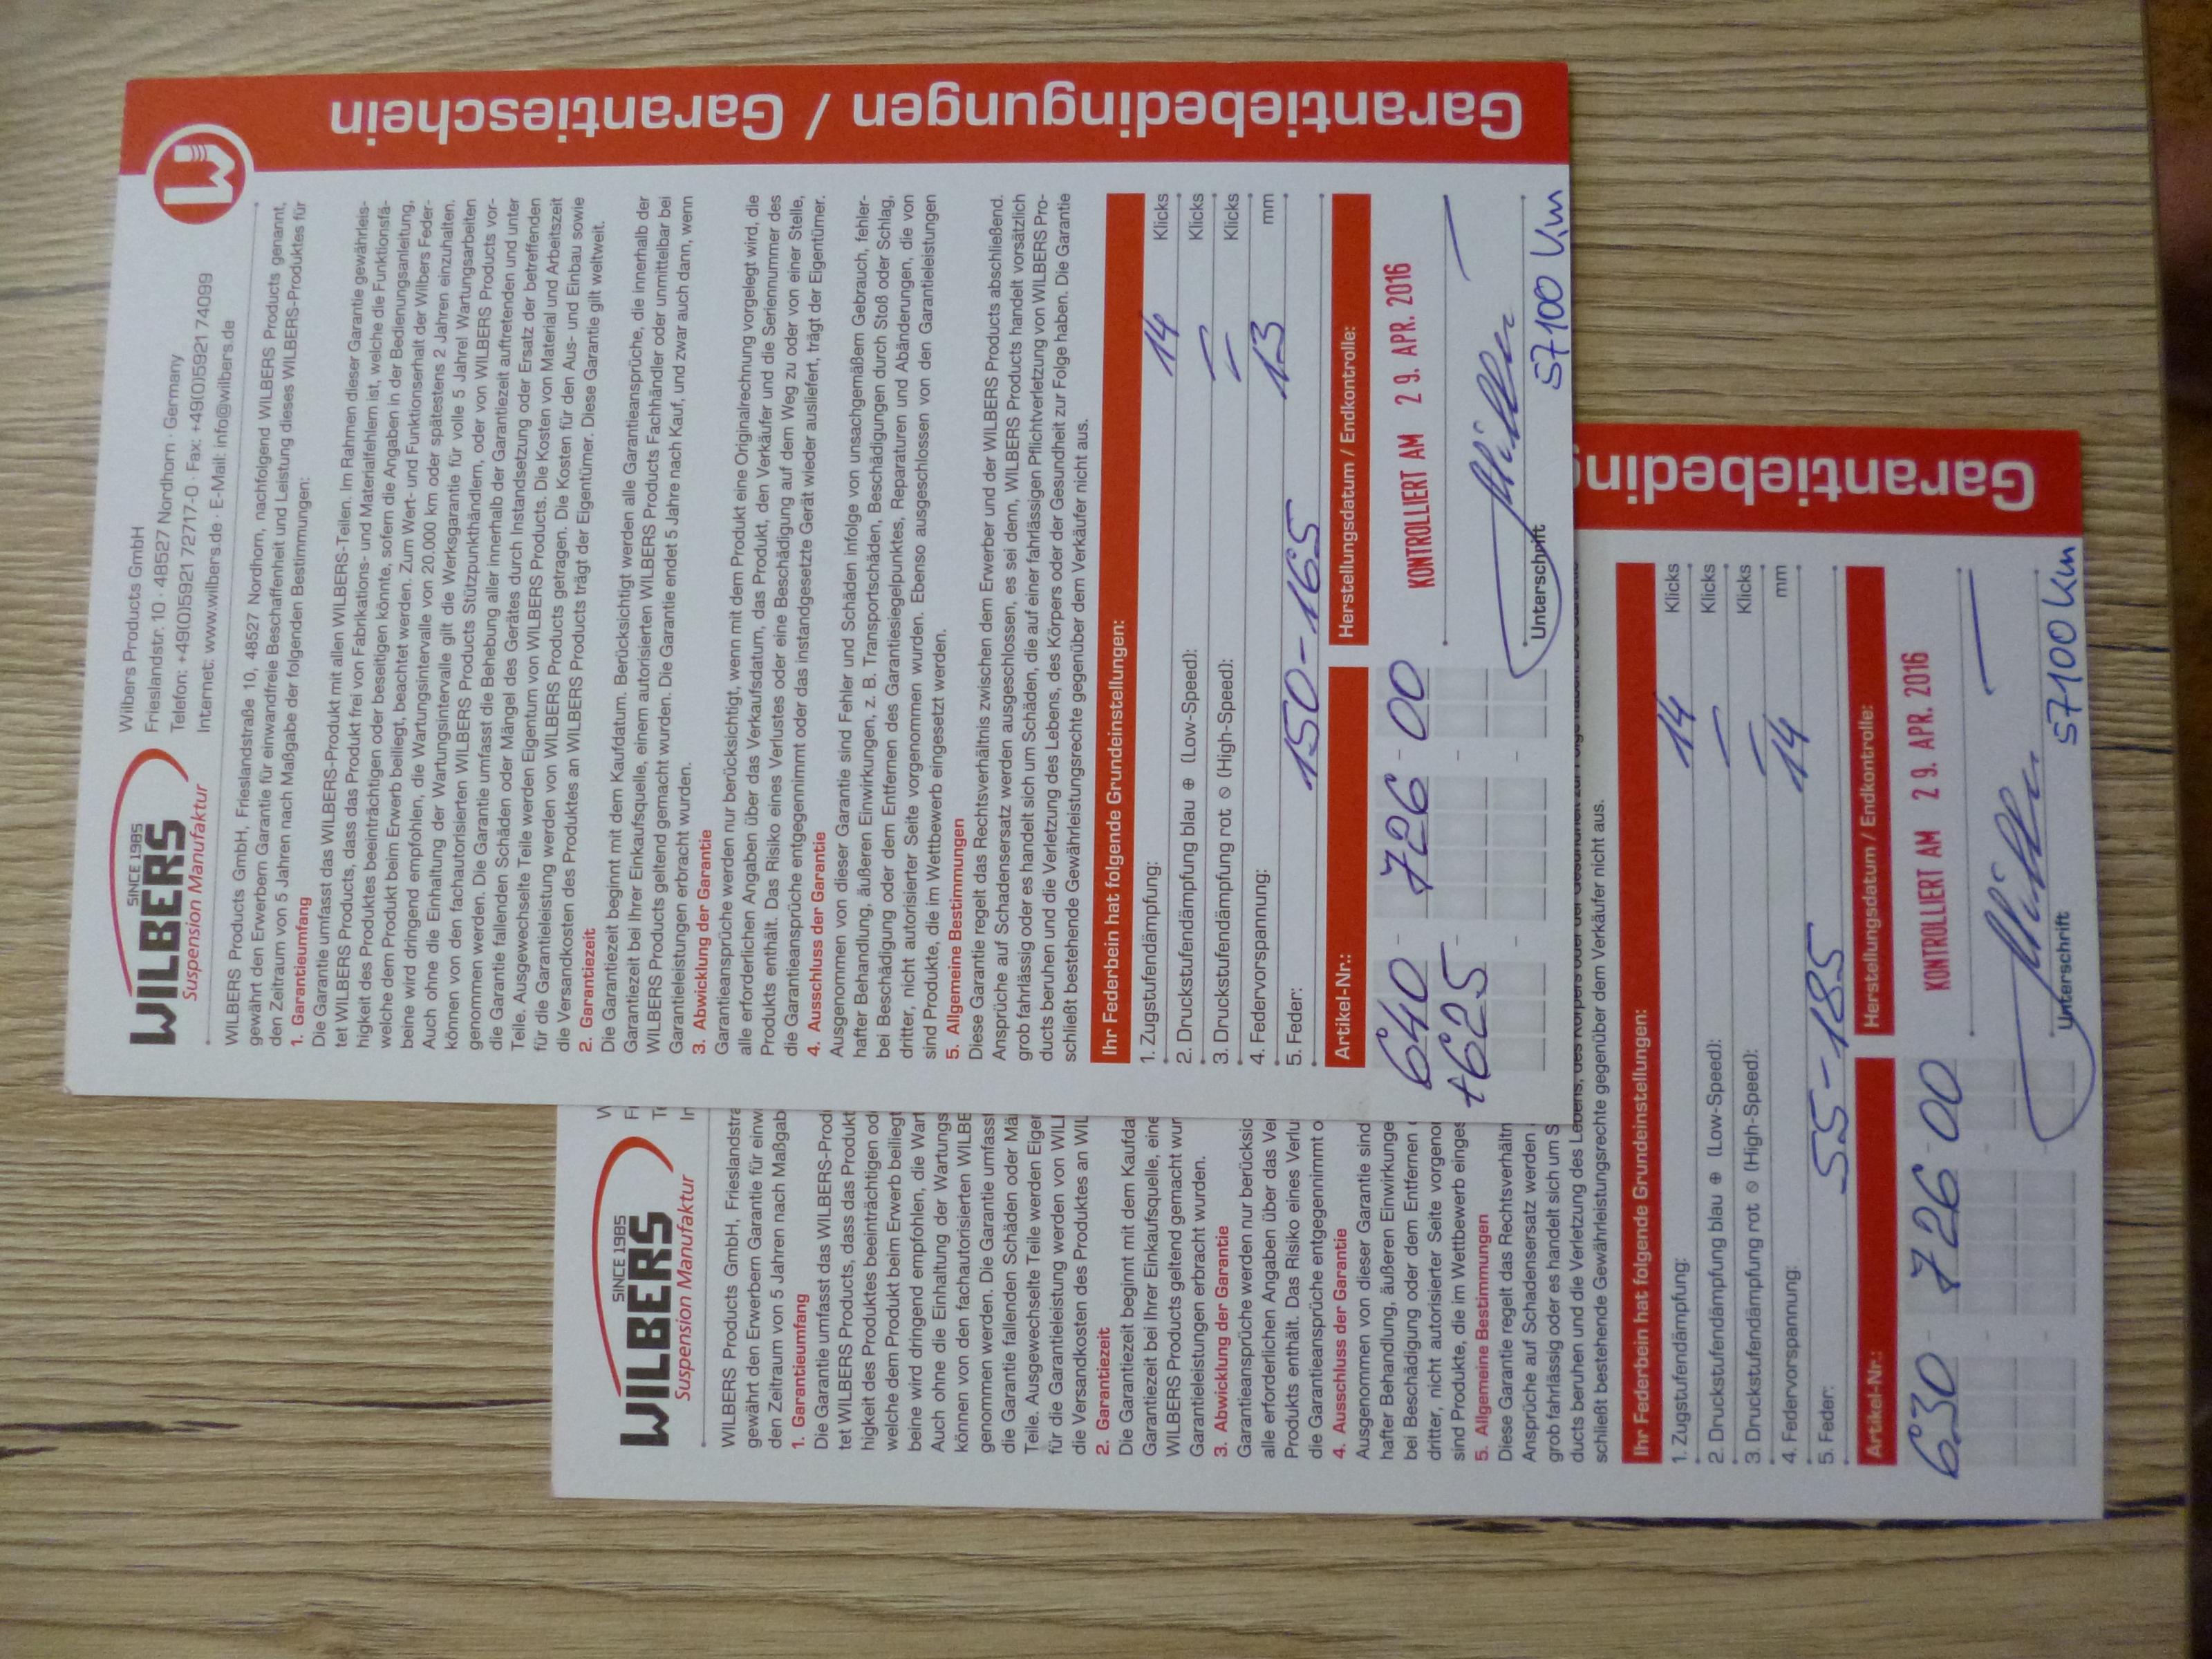 SINCE 1985
WILBERS
Suspension Manufaktur
Wilbers Products GmbH
Frieslandstr. 10 · 48527 Nordhorn · Germany
Telefon: +49(0)5921 72717-0 · Fax: +49(0)5921 74099
Internet: www.wilbers.de · E-Mail: info@wilbers.de
WILBERS Products GmbH, Frieslandstraße 10, 48527 Nordhorn, nachfolgend WILBERS Products genannt,
gewährt den Erwerbern Garantie für einwandfreie Beschaffenheit und Leistung dieses WILBERS-Produktes für
den Zeitraum von 5 Jahren nach Maßgabe der folgenden Bestimmungen:
1. Garantieumfang
Die Garantie umfasst das WILBERS-Produkt mit allen WILBERS-Teilen. Im Rahmen dieser Garantie gewährleis-
tet WILBERS Products, dass das Produkt frei von Fabrikations- und Materialfehlern ist, welche die Funktionsfä-
higkeit des Produktes beeinträchtigen oder beseitigen könnte, sofern die Angaben in der Bedienungsanleitung,
welche dem Produkt beim Erwerb beiliegt, beachtet werden. Zum Wert- und Funktionserhalt der Wilbers Feder-
beine wird dringend empfohlen, die Wartungsintervalle von 20.000 km oder spätestens 2 Jahren einzuhalten.
Auch ohne die Einhaltung der Wartungsintervalle gilt die Werksgarantie für volle 5 Jahre! Wartungsarbeiten
können von den fachautorisierten WILBERS Products Stützpunkthändlern, oder von WILBERS Products vor-
genommen werden. Die Garantie umfasst die Behebung aller innerhalb der Garantiezeit auftretenden und unter
die Garantie fallenden Schäden oder Mängel des Gerätes durch Instandsetzung oder Ersatz der betreffenden
Teile. Ausgewechselte Teile werden Eigentum von WILBERS Products. Die Kosten von Material und Arbeitszeit
für die Garantieleistung werden von WILBERS Products getragen. Die Kosten für den Aus- und Einbau sowie
die Versandkosten des Produktes an WILBERS Products trägt der Eigentümer. Diese Garantie gilt weltweit.
2. Garantiezeit
Die Garantiezeit beginnt mit dem Kaufdatum. Berücksichtigt werden alle Garantieansprüche, die innerhalb der
Garantiezeit bei Ihrer Einkaufsquelle, einem autorisierten WILBERS Products Fachhändler oder unmittelbar bei
WILBERS Products geltend gemacht wurden. Die Garantie endet 5 Jahre nach Kauf, und zwar auch dann, wenn
Garantieleistungen erbracht wurden.
3. Abwicklung der Garantie
Garantieansprüche werden nur berücksichtigt, wenn mit dem Produkt eine Originalrechnung vorgelegt wird, die
alle erforderlichen Angaben über das Verkaufsdatum, das Produkt, den Verkäufer und die Seriennummer des
Produkts enthält. Das Risiko eines Verlustes oder eine Beschädigung auf dem Weg zu oder von einer Stelle,
die Garantieansprüche entgegennimmt oder das instandgesetzte Gerät wieder ausliefert, trägt der Eigentümer.
4. Ausschluss der Garantie
Ausgenommen von dieser Garantie sind Fehler und Schäden infolge von unsachgemäßem Gebrauch, fehler-
hafter Behandlung, äußeren Einwirkungen, z. B. Transportschäden, Beschädigungen durch Stoß oder Schlag,
bei Beschädigung oder dem Entfernen des Garantiesiegelpunktes, Reparaturen und Abänderungen, die von
dritter, nicht autorisierter Seite vorgenommen wurden. Ebenso ausgeschlossen von den Garantieleistungen
sind Produkte, die im Wettbewerb eingesetzt werden.
5. Allgemeine Bestimmungen
Diese Garantie regelt das Rechtsverhältnis zwischen dem Erwerber und der WILBERS Products abschließend.
Ansprüche auf Schadensersatz werden ausgeschlossen, es sei denn, WILBERS Products handelt vorsätzlich
grob fahrlässig oder es handelt sich um Schäden, die auf einer fahrlässigen Pflichtverletzung von WILBERS Pro-
ducts beruhen und die Verletzung des Lebens, des Körpers oder der Gesundheit zur Folge haben. Die Garantie
schließt bestehende Gewährleistungsrechte gegenüber dem Verkäufer nicht aus.
Ihr Federbein hat folgende Grundeinstellungen:
1. Zugstufendämpfung: 14 Klicks
2. Druckstufendämpfung blau ⊕ (Low-Speed): — Klicks
3. Druckstufendämpfung rot ⊘ (High-Speed): — Klicks
4. Federvorspannung: 13 mm
5. Feder: 150-165
Artikel-Nr.: Herstellungsdatum / Endkontrolle:
640 - 726 - 00 KONTROLLIERT AM 29. APR. 2016
+625 - -
- -
Unterschrift
57100 Km
Garantiebedingungen / Garantieschein
SINCE 1985
WILBERS
Suspension Manufaktur
WILBERS Products GmbH, Frieslandstra
gewährt den Erwerbern Garantie für einw
den Zeitraum von 5 Jahren nach Maßgab
1. Garantieumfang
Die Garantie umfasst das WILBERS-Prod
tet WILBERS Products, dass das Produkt
higkeit des Produktes beeinträchtigen od
welche dem Produkt beim Erwerb beiliegt
beine wird dringend empfohlen, die War
Auch ohne die Einhaltung der Wartungs
können von den fachautorisierten WILBE
genommen werden. Die Garantie umfass
die Garantie fallenden Schäden oder Mä
Teile. Ausgewechselte Teile werden Eiger
für die Garantieleistung werden von WILI
die Versandkosten des Produktes an WIL
2. Garantiezeit
Die Garantiezeit beginnt mit dem Kaufda
Garantiezeit bei Ihrer Einkaufsquelle, eine
WILBERS Products geltend gemacht wur
Garantieleistungen erbracht wurden.
3. Abwicklung der Garantie
Garantieansprüche werden nur berücksic
alle erforderlichen Angaben über das Ve
Produkts enthält. Das Risiko eines Verlu
die Garantieansprüche entgegennimmt o
4. Ausschluss der Garantie
Ausgenommen von dieser Garantie sind
hafter Behandlung, äußeren Einwirkunge
bei Beschädigung oder dem Entfernen
dritter, nicht autorisierter Seite vorgenor
sind Produkte, die im Wettbewerb einges
5. Allgemeine Bestimmungen
Diese Garantie regelt das Rechtsverhältn
Ansprüche auf Schadensersatz werden
grob fahrlässig oder es handelt sich um S
ducts beruhen und die Verletzung des Lebens, des Körpers oder der
schließt bestehende Gewährleistungsrechte gegenüber dem Verkäufer nicht aus.
Ihr Federbein hat folgende Grundeinstellungen:
1. Zugstufendämpfung: 14 Klicks
2. Druckstufendämpfung blau ⊕ (Low-Speed): — Klicks
3. Druckstufendämpfung rot ⊘ (High-Speed): — Klicks
4. Federvorspannung: 14 mm
5. Feder: 55-185
Artikel-Nr.: Herstellungsdatum / Endkontrolle:
630 - 726 - 00 KONTROLLIERT AM 29. APR. 2016
- -
Unterschrift
57100 Km
Garantiebeding